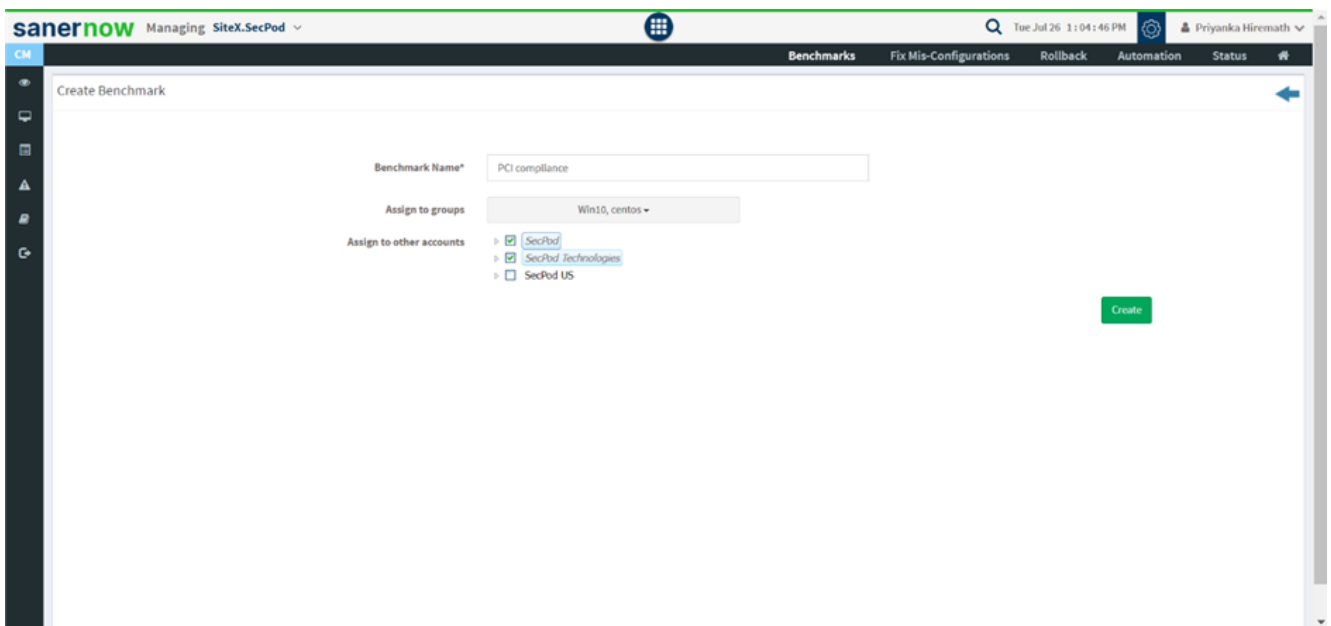 sanernow Managing SiteX.SecPod Tue Jul 26 1:04:46 PM Priyanka Hiremath
CM Benchmarks Fix Mis-Configurations Rollback Automation Status
Create Benchmark
Benchmark Name* PCI compliance
Assign to groups Win10, centos
Assign to other accounts SecPod
SecPod Technologies
SecPod US
Create